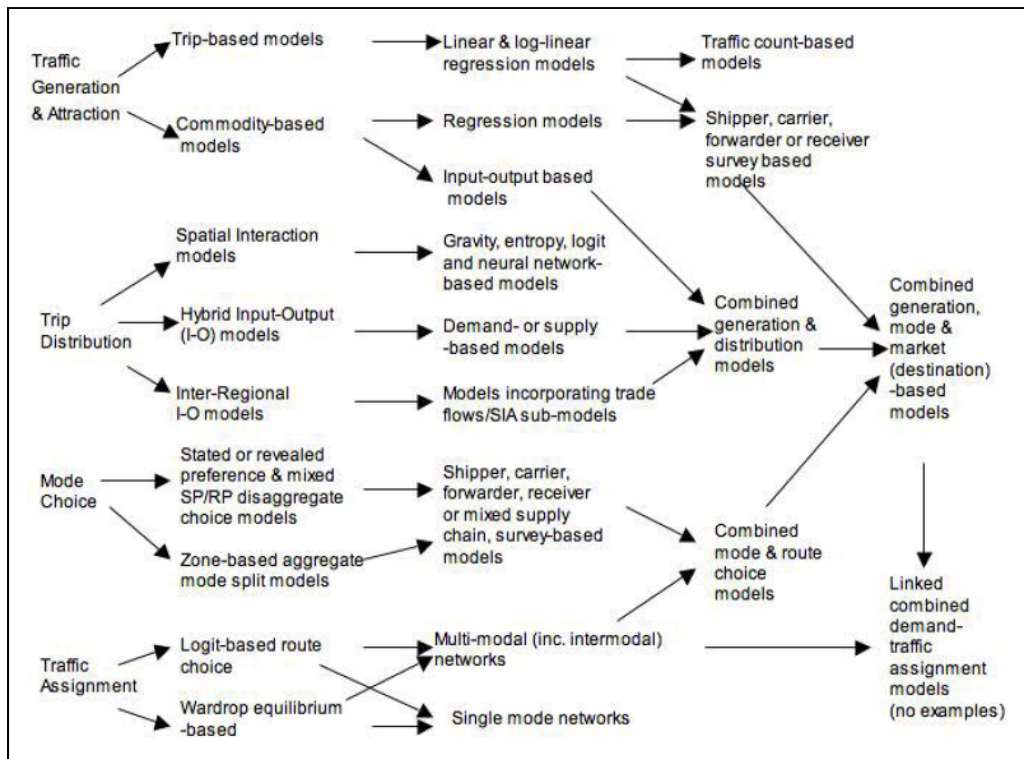 Traffic
Generation
& Attraction
Trip-based models
Linear & log-linear
regression models
Traffic count-based
models
Commodity-based
models
Regression models
Shipper, carrier,
forwarder or receiver
survey based
models
Input-output based
models
Trip
Distribution
Spatial Interaction
models
Gravity, entropy, logit
and neural network-
based models
Hybrid Input-Output
(I-O) models
Demand- or supply
-based models
Combined
generation &
distribution
models
Combined
generation,
mode &
market
(destination)
-based
models
Inter-Regional
I-O models
Models incorporating trade
flows/SIA sub-models
Mode
Choice
Stated or revealed
preference & mixed
SP/RP disaggregate
choice models
Shipper, carrier,
forwarder, receiver
or mixed supply
chain, survey-based
models
Zone-based aggregate
mode split models
Combined
mode & route
choice
models
Linked
combined
demand-
traffic
assignment
models
(no examples)
Traffic
Assignment
Logit-based route
choice
Multi-modal (inc. intermodal)
networks
Wardrop equilibrium
-based
Single mode networks